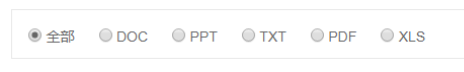 全部 DOC PPT TXT PDF XLS